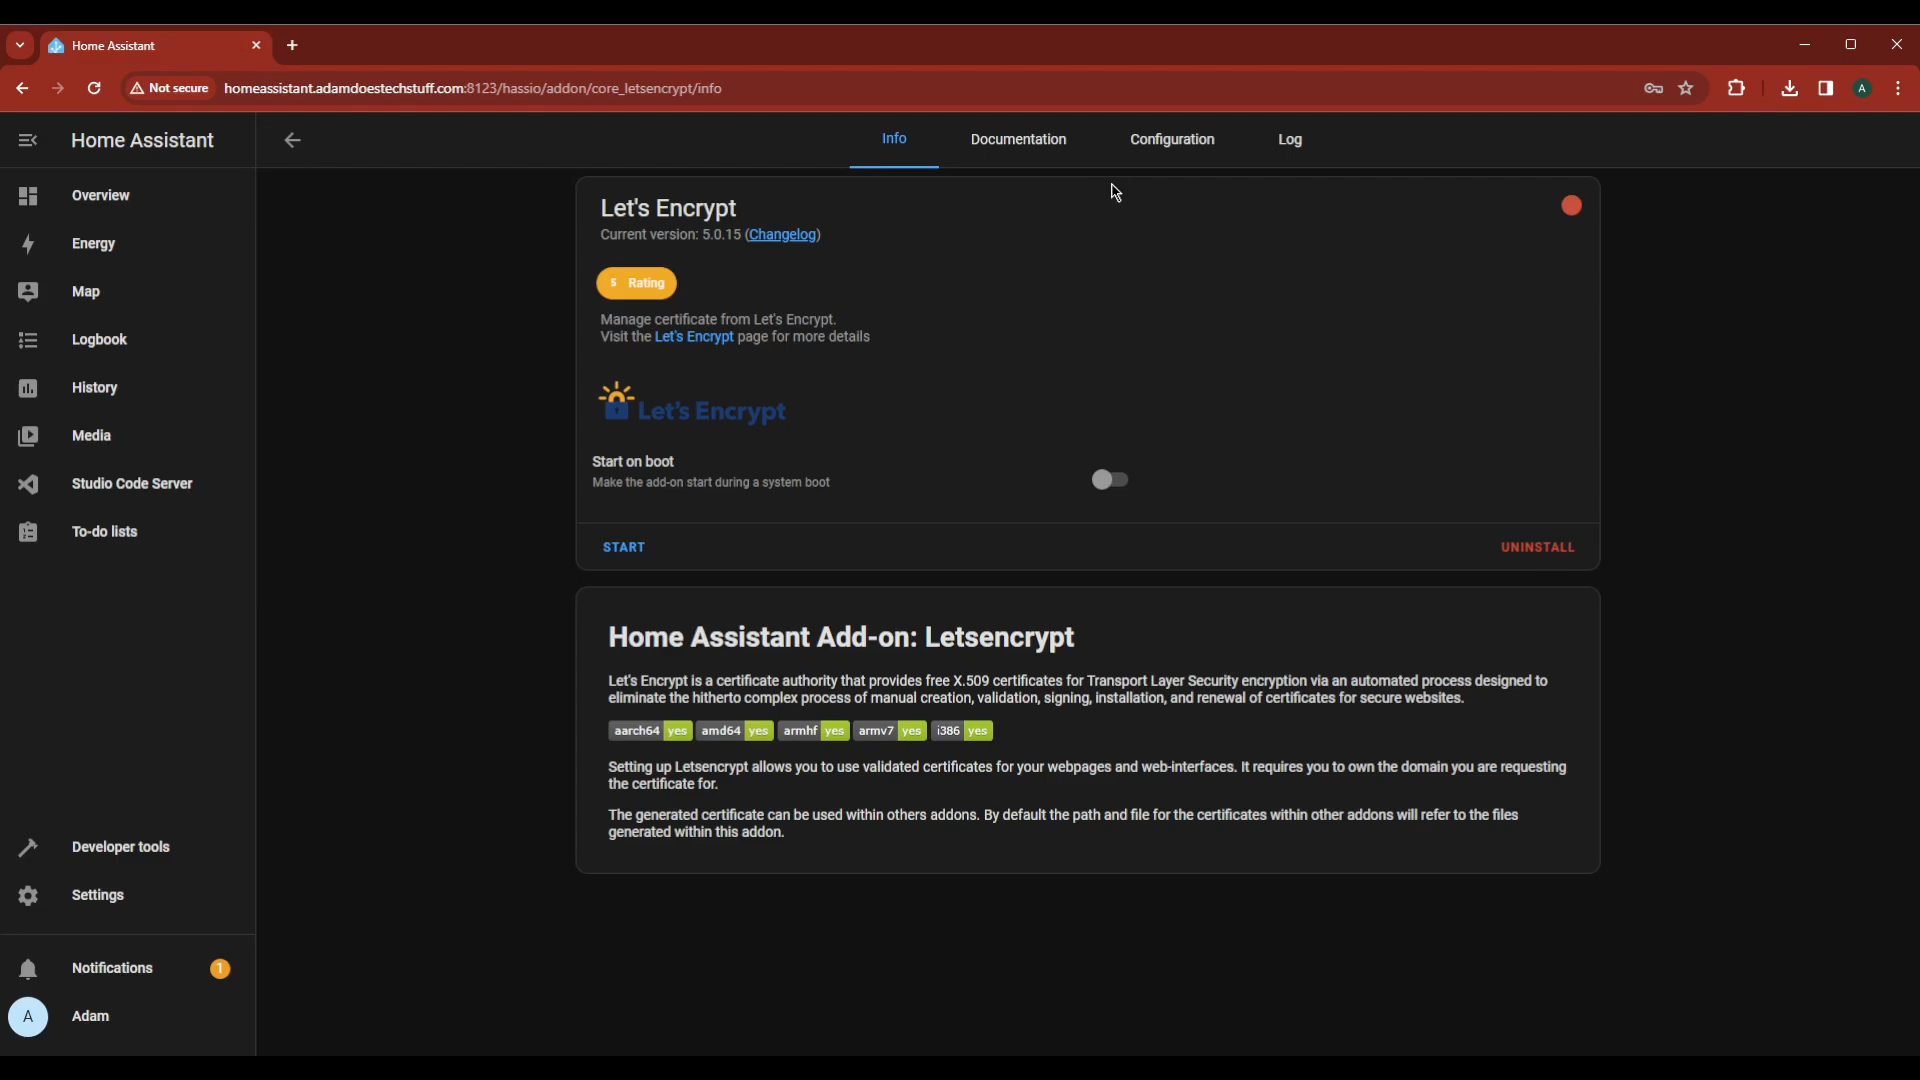 Home Assistant
Not secure homeassistant.adamdoestechstuff.com:8123/hassio/addon/core_letsencrypt/info
A
Home Assistant
Info Documentation Configuration Log
Overview
Energy
Map
Logbook
History
Media
Studio Code Server
To-do lists
Developer tools
Settings
Notifications 1
A Adam
Let's Encrypt
Current version: 5.0.15 (Changelog)
5 Rating
Manage certificate from Let's Encrypt.
Visit the Let's Encrypt page for more details
Let's Encrypt
Start on boot
Make the add-on start during a system boot
START UNINSTALL
Home Assistant Add-on: Letsencrypt
Let's Encrypt is a certificate authority that provides free X.509 certificates for Transport Layer Security encryption via an automated process designed to
eliminate the hitherto complex process of manual creation, validation, signing, installation, and renewal of certificates for secure websites.
aarch64 yes amd64 yes armhf yes armv7 yes i386 yes
Setting up Letsencrypt allows you to use validated certificates for your webpages and web-interfaces. It requires you to own the domain you are requesting
the certificate for.
The generated certificate can be used within others addons. By default the path and file for the certificates within other addons will refer to the files
generated within this addon.